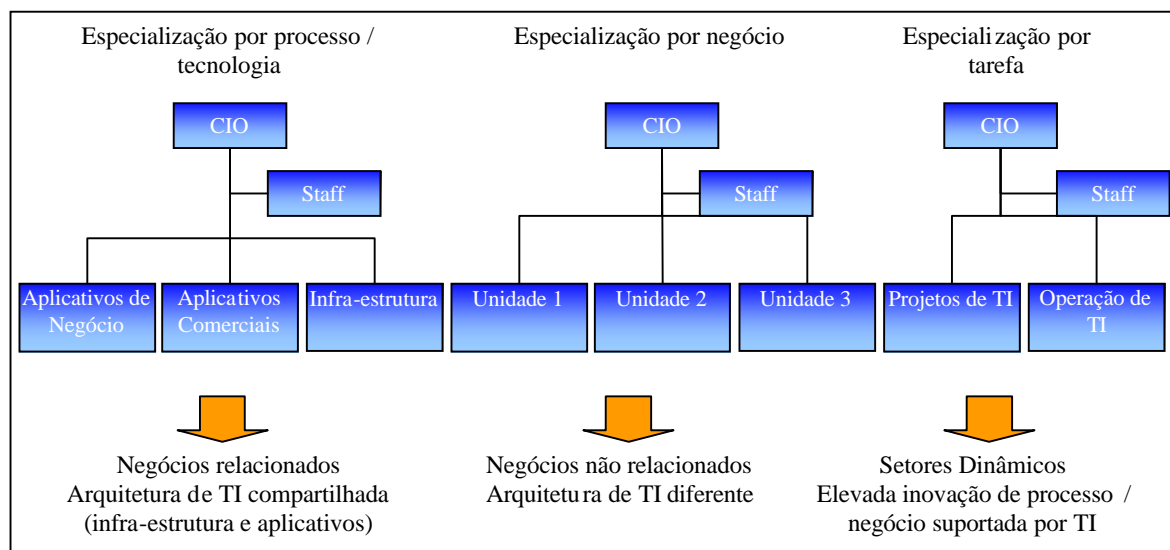 Especialização por processo /
tecnologia
CIO
Staff
Aplicativos de
Negócio
Aplicativos
Comerciais
Infra-estrutura
Negócios relacionados
Arquitetura de TI compartilhada
(infra-estrutura e aplicativos)
Especialização por negócio
CIO
Staff
Unidade 1
Unidade 2
Unidade 3
Negócios não relacionados
Arquitetura de TI diferente
Especialização por
tarefa
CIO
Staff
Projetos de TI
Operação de
TI
Setores Dinâmicos
Elevada inovação de processo /
negócio suportada por TI